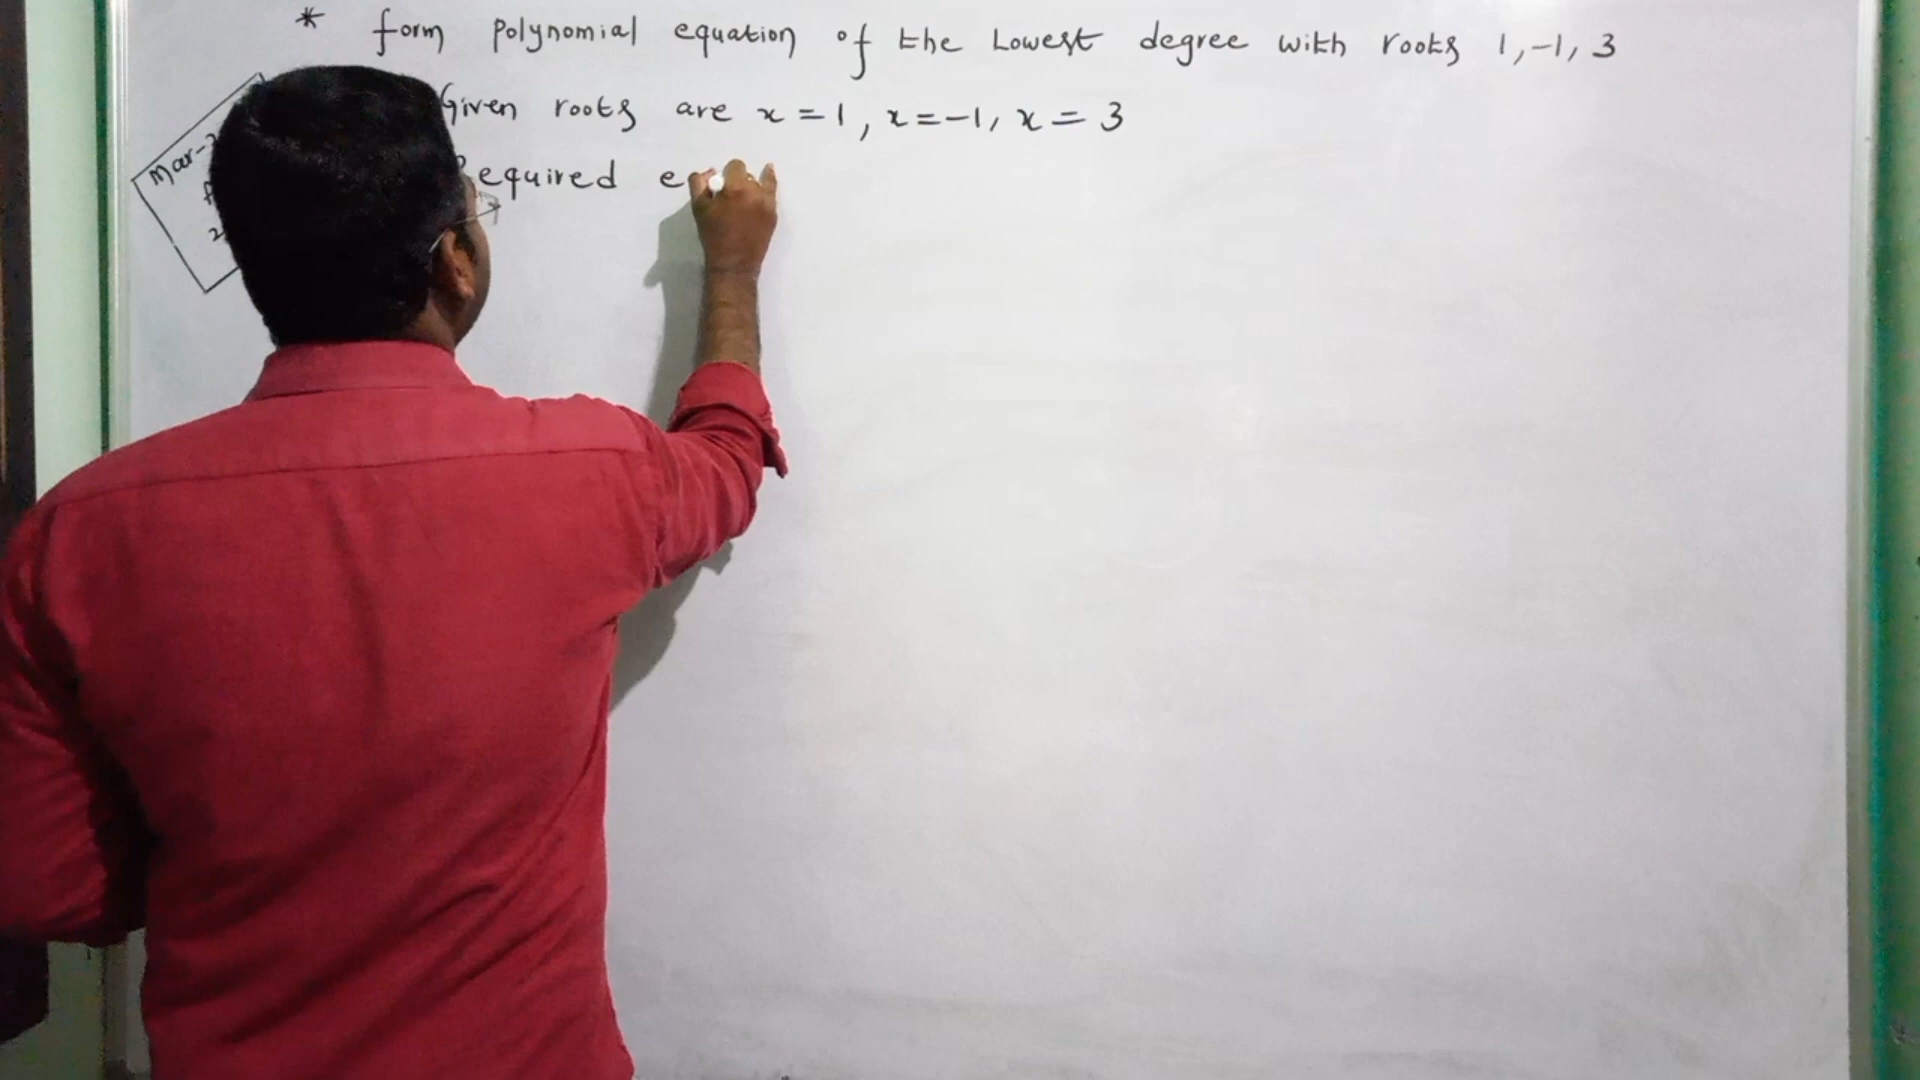 * form polynomial equation of the Lowest degree with roots 1, -1, 3
Given roots are x = 1, x = -1, x = 3
Required
Mar-